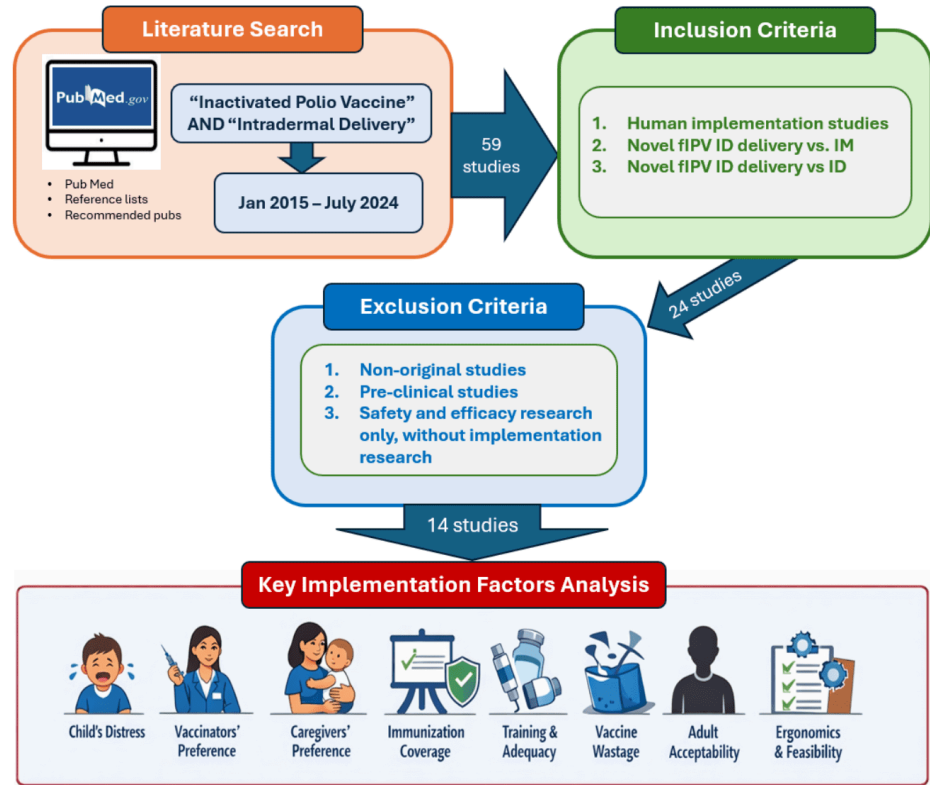 Literature Search
PubMed.gov
“Inactivated Polio Vaccine”
AND “Intradermal Delivery”
Jan 2015 – July 2024
• Pub Med
• Reference lists
• Recommended pubs
59
studies
Inclusion Criteria
1. Human implementation studies
2. Novel fIPV ID delivery vs. IM
3. Novel fIPV ID delivery vs ID
24 studies
Exclusion Criteria
1. Non-original studies
2. Pre-clinical studies
3. Safety and efficacy research
only, without implementation
research
14 studies
Key Implementation Factors Analysis
Child's Distress
Vaccinators'
Preference
Caregivers'
Preference
Immunization
Coverage
Training &
Adequacy
Vaccine
Wastage
Adult
Acceptability
Ergonomics
& Feasibility